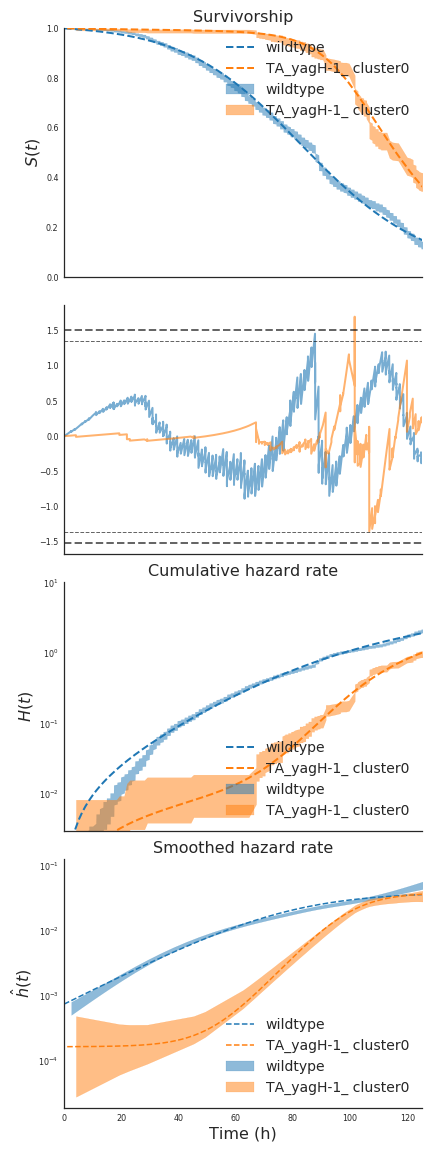 Survivorship
1.0
0.8
0.6
0.4
0.2
0.0
S(t)
wildtype
TA_yagH-1_ cluster0
wildtype
TA_yagH-1_ cluster0
1.5
1.0
0.5
0.0
−0.5
−1.0
−1.5
Cumulative hazard rate
10¹
10⁰
10⁻¹
10⁻²
H(t)
wildtype
TA_yagH-1_ cluster0
wildtype
TA_yagH-1_ cluster0
Smoothed hazard rate
10⁻¹
10⁻²
10⁻³
10⁻⁴
ĥ(t)
wildtype
TA_yagH-1_ cluster0
wildtype
TA_yagH-1_ cluster0
0 20 40 60 80 100 120
Time (h)